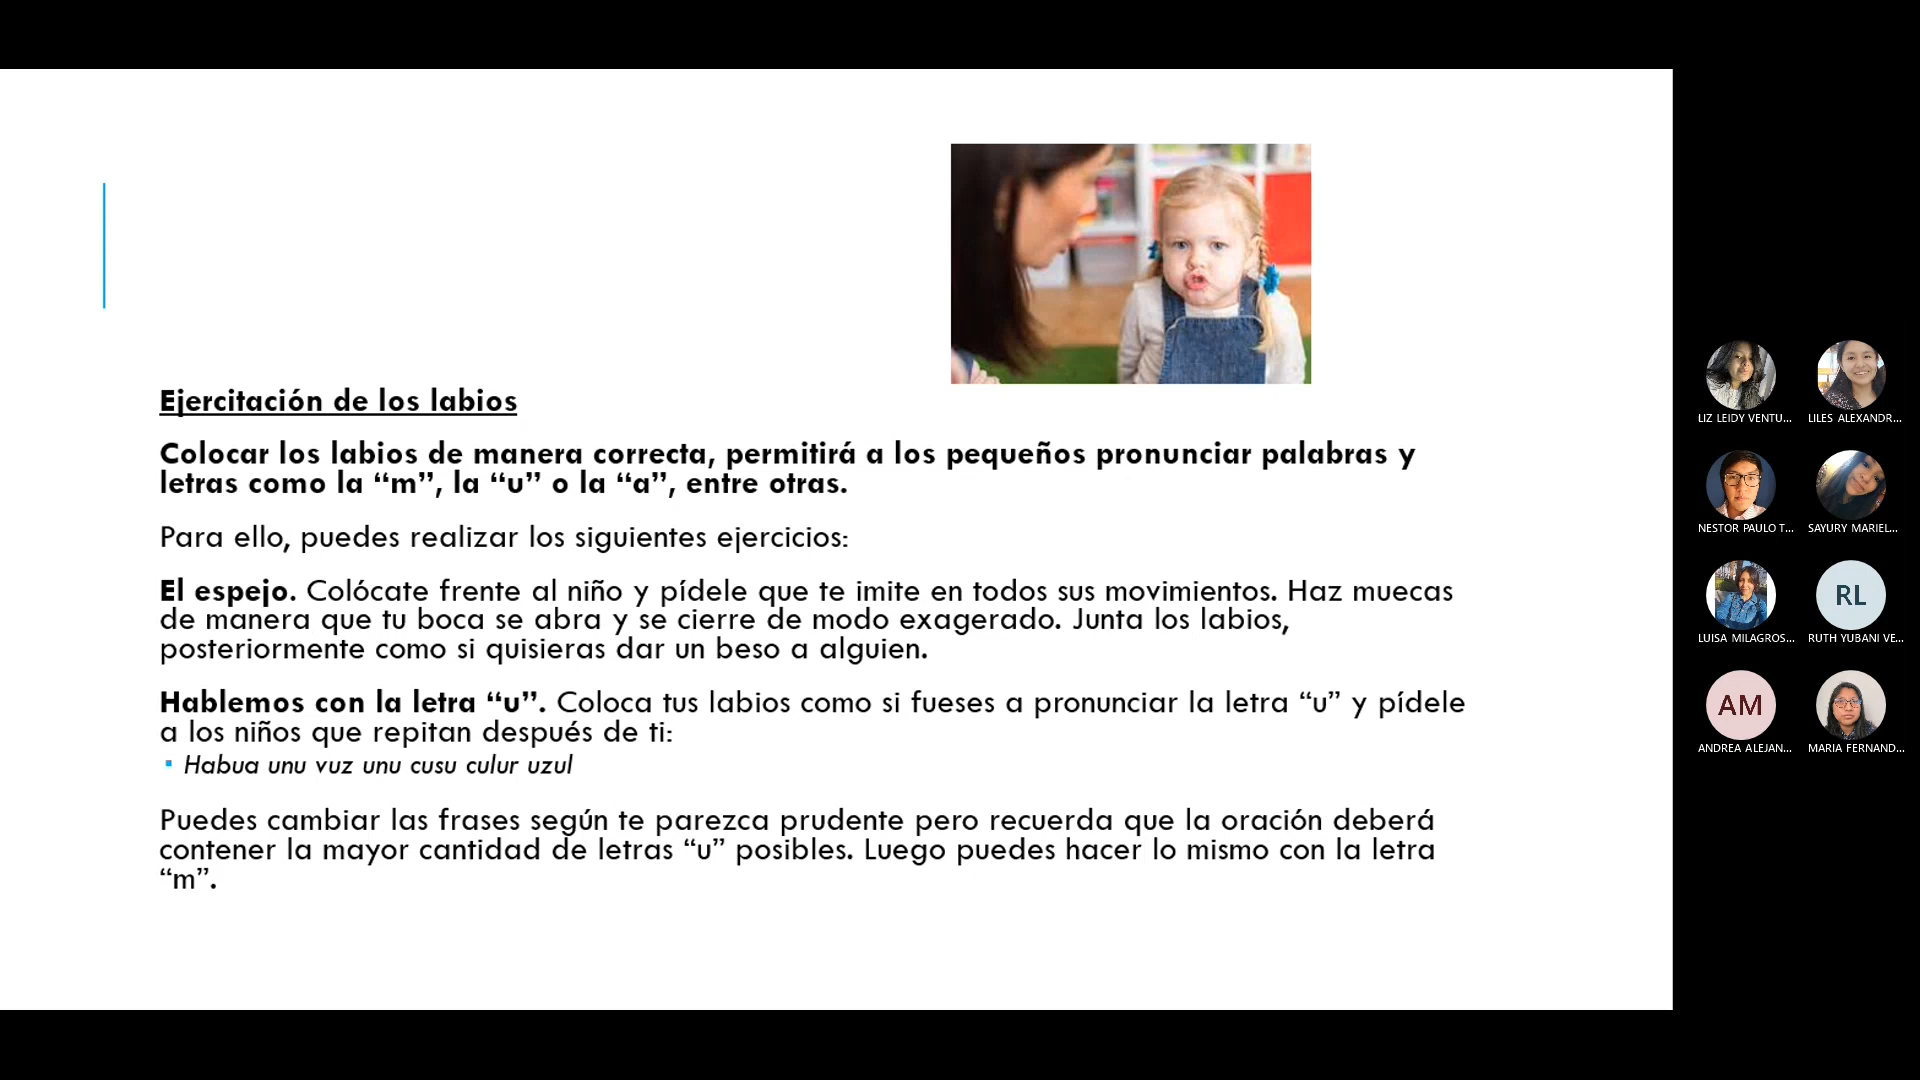 Ejercitación de los labios
Colocar los labios de manera correcta, permitirá a los pequeños pronunciar palabras y
letras como la “m”, la “u” o la “a”, entre otras.
Para ello, puedes realizar los siguientes ejercicios:
El espejo. Colócate frente al niño y pídele que te imite en todos sus movimientos. Haz muecas
de manera que tu boca se abra y se cierre de modo exagerado. Junta los labios,
posteriormente como si quisieras dar un beso a alguien.
Hablemos con la letra “u”. Coloca tus labios como si fueses a pronunciar la letra “u” y pídele
a los niños que repitan después de ti:
▪ Habua unu vuz unu cusu culur uzul
Puedes cambiar las frases según te parezca prudente pero recuerda que la oración deberá
contener la mayor cantidad de letras “u” posibles. Luego puedes hacer lo mismo con la letra
“m”.
LIZ LEIDY VENTU...
LILES ALEXANDR...
NESTOR PAULO T...
SAYURY MARIEL...
LUISA MILAGROS...
RL
RUTH YUBANI VE...
AM
ANDREA ALEJAN...
MARIA FERNAND...